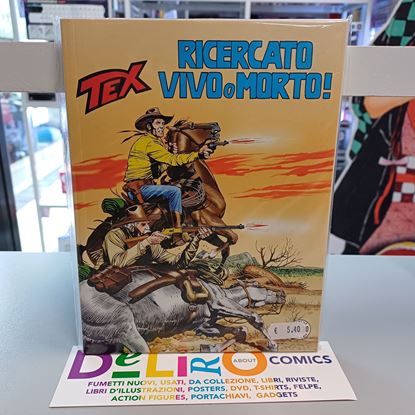 RICERCATO
TEX
VIVO o MORTO!
€ 5,40
DeLIRO ABOUT COMICS
FUMETTI NUOVI, USATI, DA COLLEZIONE, LIBRI, RIVISTE,
LIBRI D'ILLUSTRAZIONI, POSTERS, DVD, T-SHIRTS, FELPE,
ACTION FIGURES, PORTACHIAVI, GADGETS